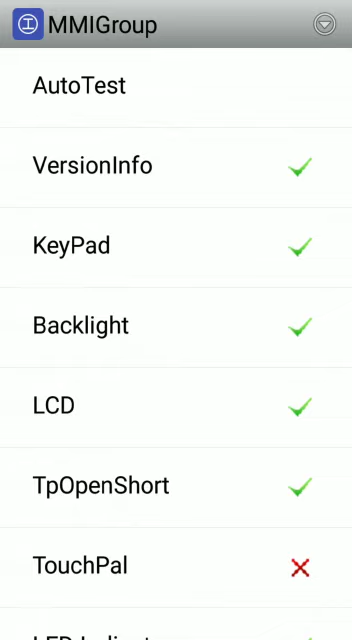 MMIGroup
AutoTest
VersionInfo
KeyPad
Backlight
LCD
TpOpenShort
TouchPal